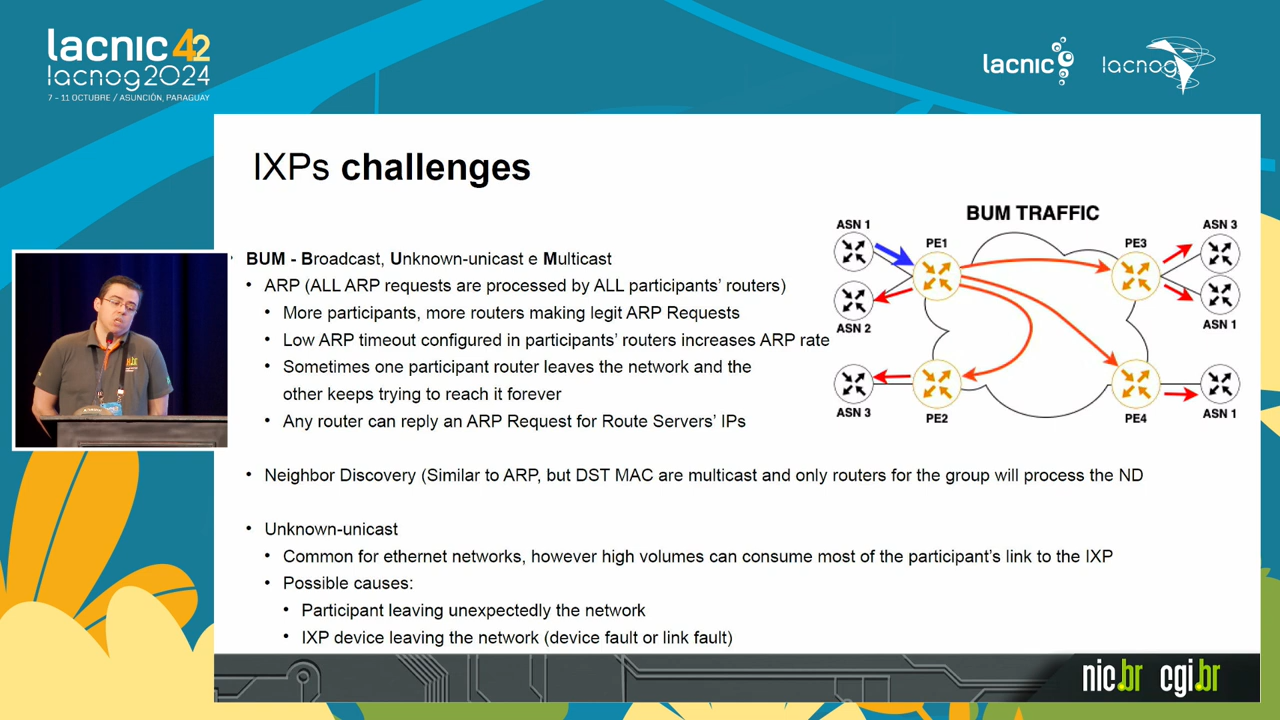 lacnic 42
lacnog2024
7 - 11 OCTUBRE / ASUNCIÓN, PARAGUAY
lacnic
lacnog
IXPs challenges
BUM - Broadcast, Unknown-unicast e Multicast
• ARP (ALL ARP requests are processed by ALL participants' routers)
• More participants, more routers making legit ARP Requests
• Low ARP timeout configured in participants' routers increases ARP rate
• Sometimes one participant router leaves the network and the
other keeps trying to reach it forever
• Any router can reply an ARP Request for Route Servers' IPs
• Neighbor Discovery (Similar to ARP, but DST MAC are multicast and only routers for the group will process the ND
• Unknown-unicast
• Common for ethernet networks, however high volumes can consume most of the participant's link to the IXP
• Possible causes:
• Participant leaving unexpectedly the network
• IXP device leaving the network (device fault or link fault)
BUM TRAFFIC
ASN 1
PE1
PE3
ASN 3
ASN 2
ASN 1
ASN 3
PE2
PE4
ASN 1
nic.br cgi.br